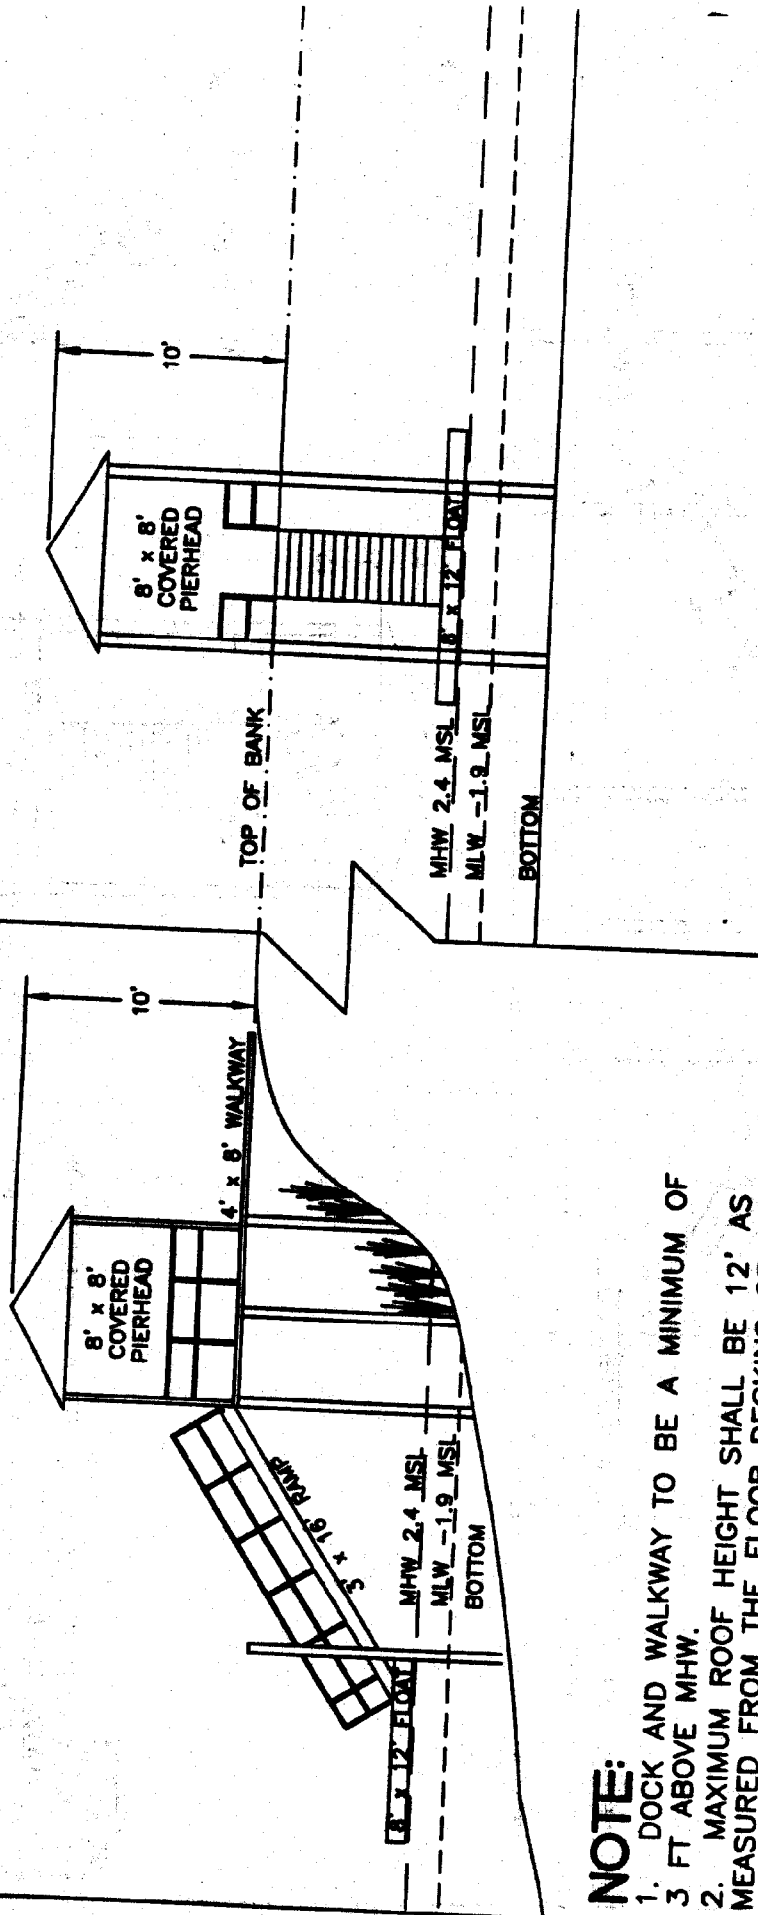 10'
8' x 8'
COVERED
PIERHEAD
4' x 8' WALKWAY
3' x 16' RAMP
8' x 12' FLOAT
MHW 2.4 MSL
MLW -1.9 MSL
BOTTOM
10'
8' x 8'
COVERED
PIERHEAD
TOP OF BANK
8' x 12' FLOAT
MHW 2.4 MSL
MLW -1.9 MSL
BOTTOM
NOTE:
1. DOCK AND WALKWAY TO BE A MINIMUM OF
3 FT ABOVE MHW.
2. MAXIMUM ROOF HEIGHT SHALL BE 12' AS
MEASURED FROM THE FLOOR DECKING